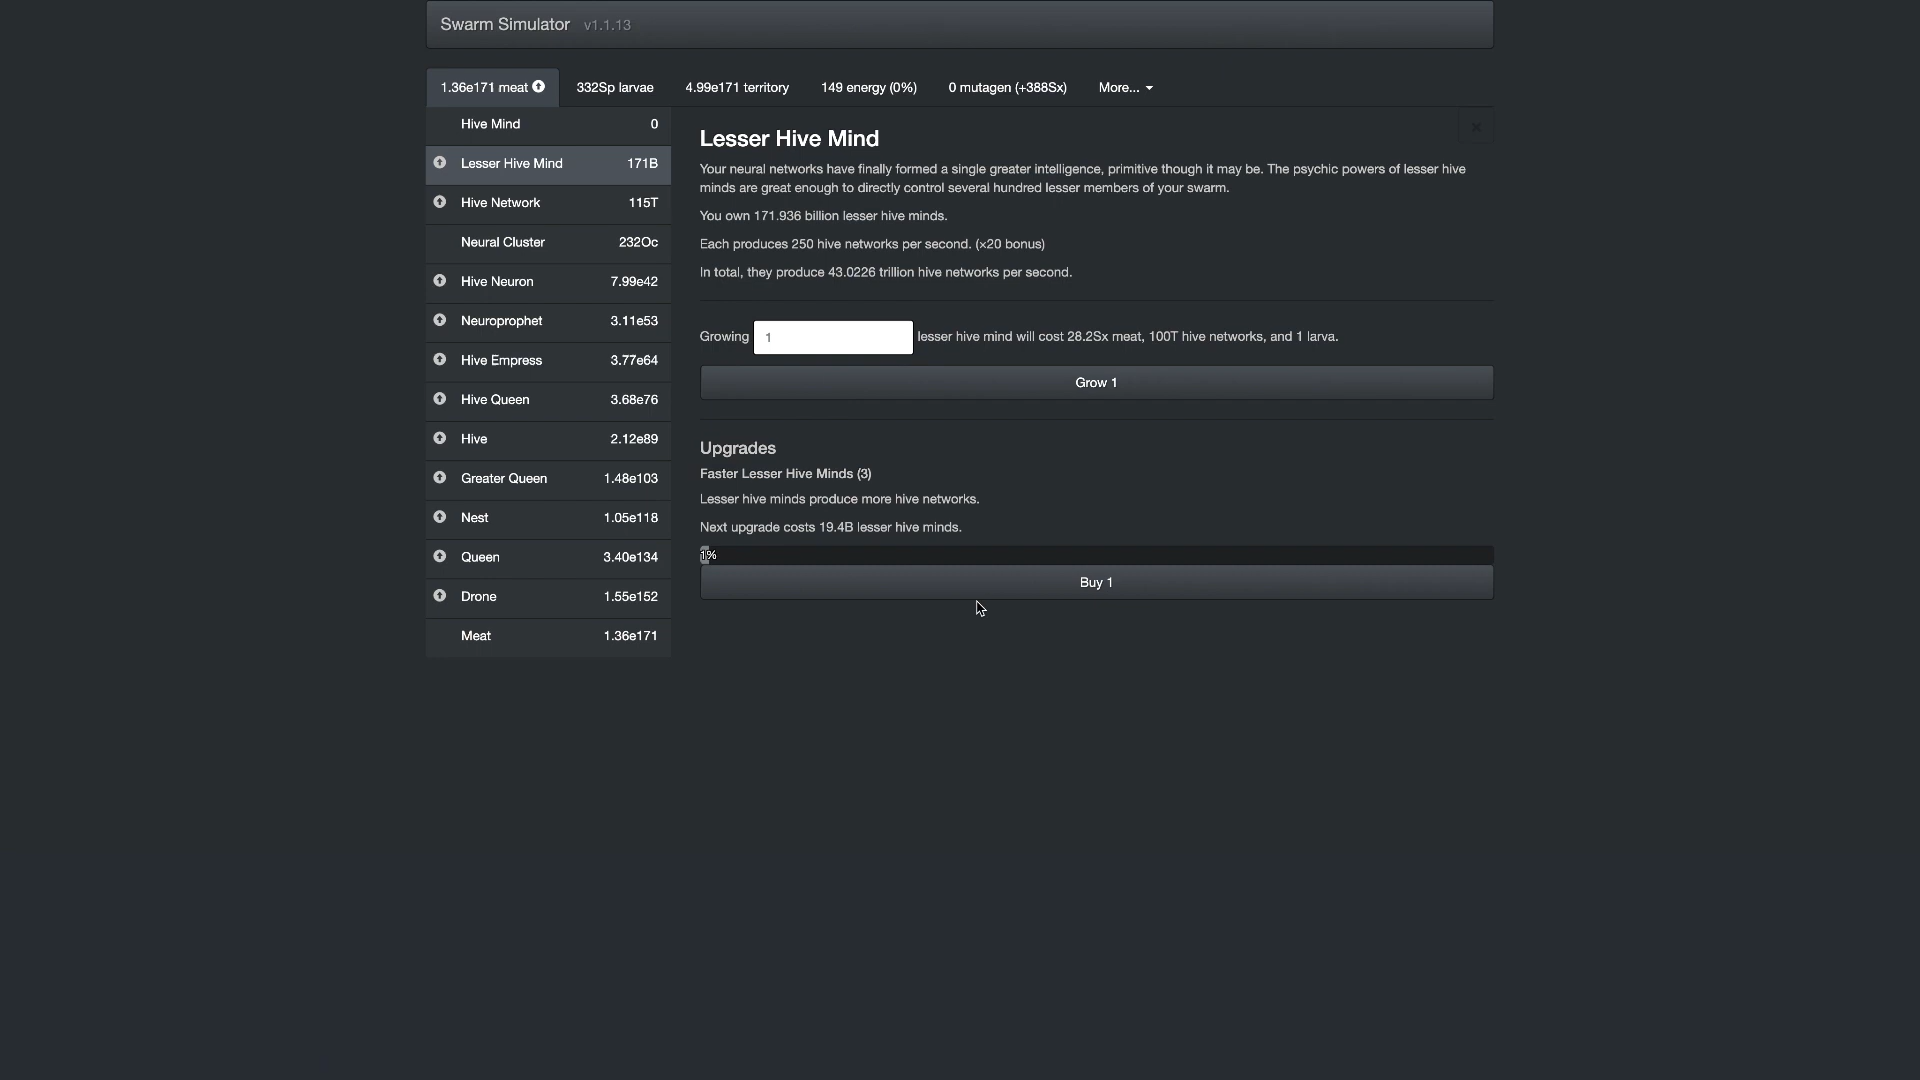 Swarm Simulator v1.1.13
1.36e171 meat 332Sp larvae 4.99e171 territory 149 energy (0%) 0 mutagen (+388Sx) More...
Hive Mind 0
Lesser Hive Mind 171B
Hive Network 115T
Neural Cluster 232Oc
Hive Neuron 7.99e42
Neuroprophet 3.11e53
Hive Empress 3.77e64
Hive Queen 3.68e76
Hive 2.12e89
Greater Queen 1.48e103
Nest 1.05e118
Queen 3.40e134
Drone 1.55e152
Meat 1.36e171
Lesser Hive Mind
Your neural networks have finally formed a single greater intelligence, primitive though it may be. The psychic powers of lesser hive
minds are great enough to directly control several hundred lesser members of your swarm.
You own 171.936 billion lesser hive minds.
Each produces 250 hive networks per second. (×20 bonus)
In total, they produce 43.0226 trillion hive networks per second.
Growing 1 lesser hive mind will cost 28.2Sx meat, 100T hive networks, and 1 larva.
Grow 1
Upgrades
Faster Lesser Hive Minds (3)
Lesser hive minds produce more hive networks.
Next upgrade costs 19.4B lesser hive minds.
1%
Buy 1